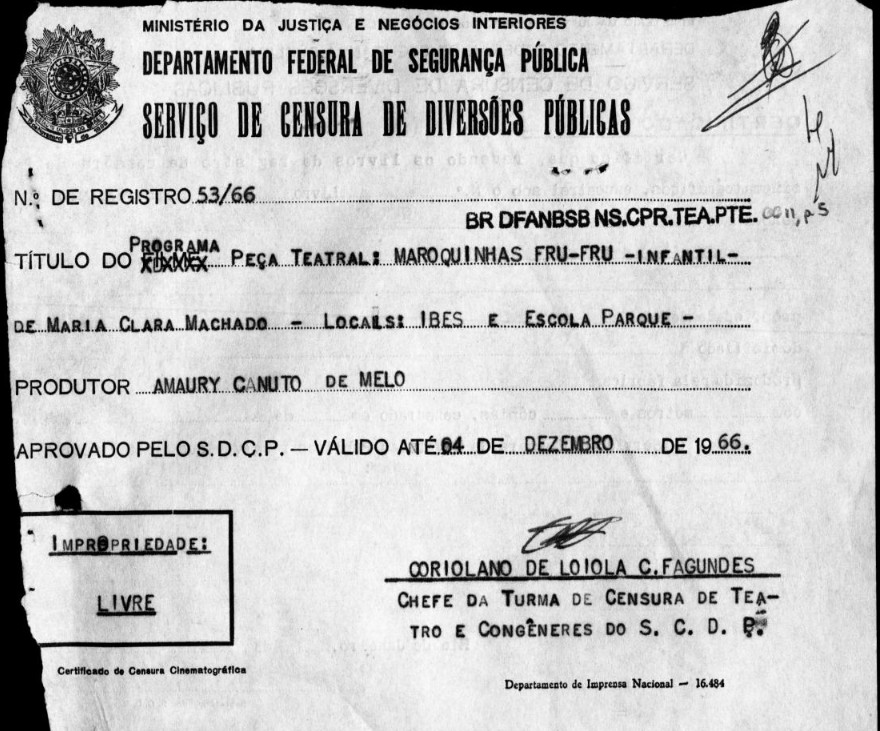 MINISTÉRIO DA JUSTIÇA E NEGÓCIOS INTERIORES
DEPARTAMENTO FEDERAL DE SEGURANÇA PÚBLICA
SERVIÇO DE CENSURA DE DIVERSÕES PÚBLICAS
N.º DE REGISTRO 53/66
BR DFANBSB NS.CPR.TEA.PTE. 0011, p.5
PROGRAMA
TÍTULO DO FILME PEÇA TEATRAL: MAROQUINHAS FRU-FRU -INFANTIL-
DE MARIA CLARA MACHADO - LOCAIS: IBES E ESCOLA PARQUE -
PRODUTOR AMAURY CANUTO DE MELO
APROVADO PELO S.D.C.P. — VÁLIDO ATÉ 04 DE DEZEMBRO DE 1966.
IMPROPRIEDADE:
LIVRE
CORIOLANO DE LOIOLA C.FAGUNDES
CHEFE DA TURMA DE CENSURA DE TEA-
TRO E CONGÊNERES DO S. C. D. P.
Certificado de Censura Cinematográfica
Departamento de Imprensa Nacional — 16.484